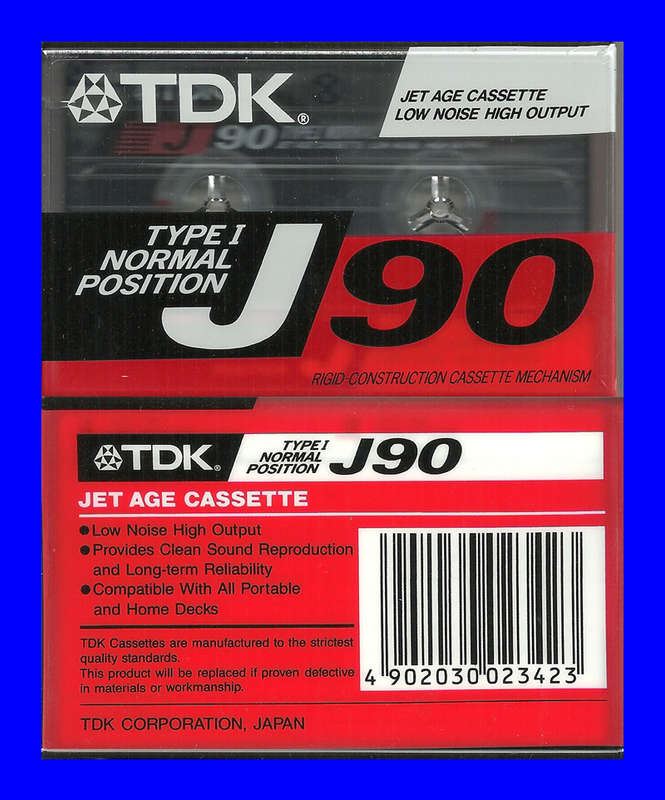 TDK®
JET AGE CASSETTE
LOW NOISE HIGH OUTPUT
J 90
TYPE I
NORMAL
POSITION
J90
RIGID-CONSTRUCTION CASSETTE MECHANISM
TDK®
TYPE I
NORMAL
POSITION
J90
JET AGE CASSETTE
●Low Noise High Output
●Provides Clean Sound Reproduction
and Long-term Reliability
●Compatible With All Portable
and Home Decks
TDK Cassettes are manufactured to the strictest
quality standards.
This product will be replaced if proven defective
in materials or workmanship.
TDK CORPORATION, JAPAN
4 902030 023423